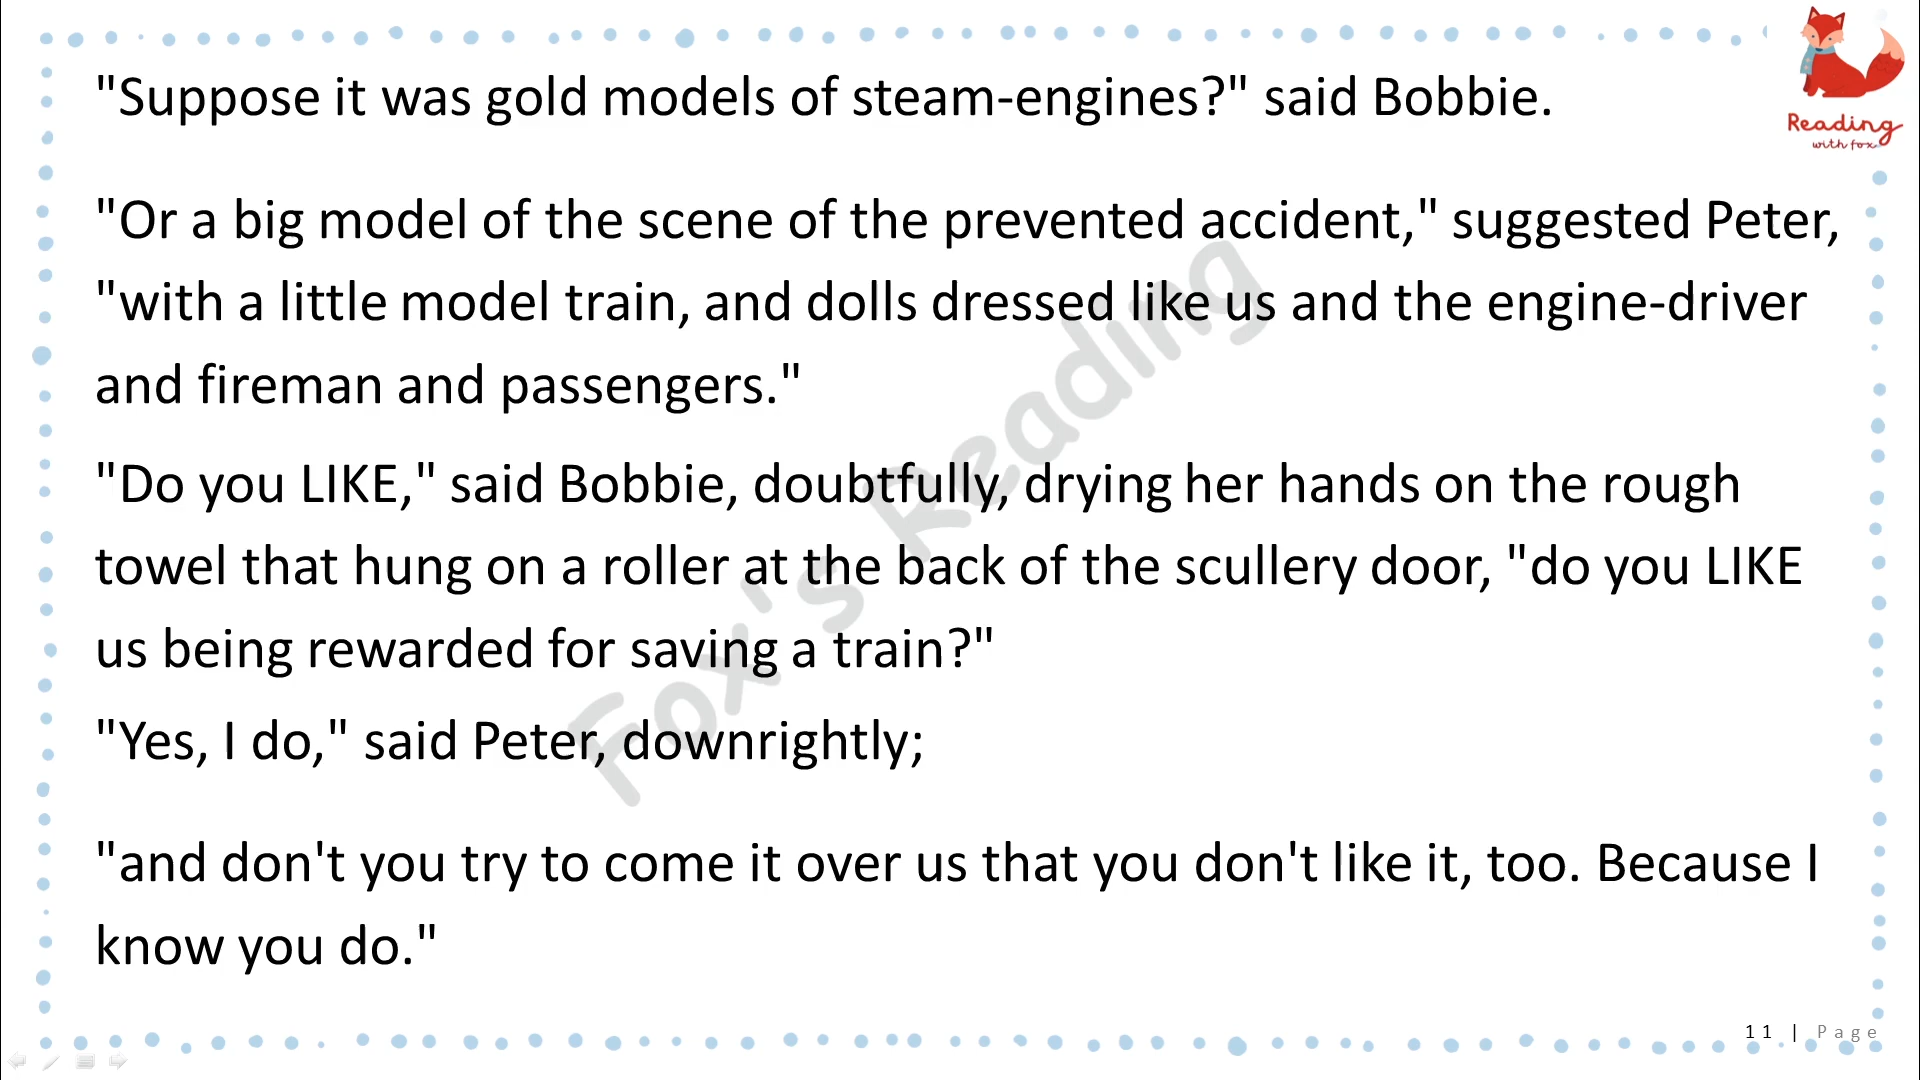 "Suppose it was gold models of steam-engines?" said Bobbie.
Reading
with fox
"Or a big model of the scene of the prevented accident," suggested Peter,
"with a little model train, and dolls dressed like us and the engine-driver
and fireman and passengers."
"Do you LIKE," said Bobbie, doubtfully, drying her hands on the rough
towel that hung on a roller at the back of the scullery door, "do you LIKE
us being rewarded for saving a train?"
"Yes, I do," said Peter, downrightly;
"and don't you try to come it over us that you don't like it, too. Because I
know you do."
Fox's Reading
11 | Page